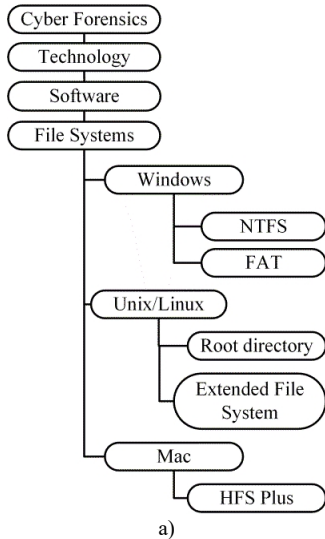 Cyber Forensics
Technology
Software
File Systems
Windows
NTFS
FAT
Unix/Linux
Root directory
Extended File
System
Mac
HFS Plus
a)